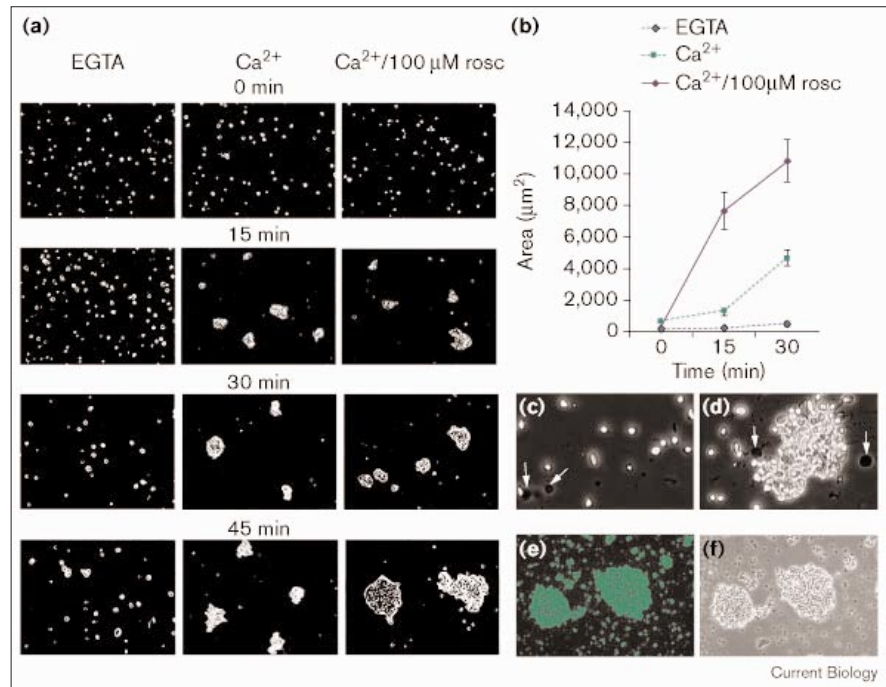 (a)
EGTA Ca²⁺ Ca²⁺/100 μM rosc
0 min
15 min
30 min
45 min
(b)
EGTA
Ca²⁺
Ca²⁺/100μM rosc
14,000
12,000
10,000
8,000
6,000
4,000
2,000
0
Area (μm²)
0 15 30
Time (min)
(c)
(d)
(e)
(f)
Current Biology